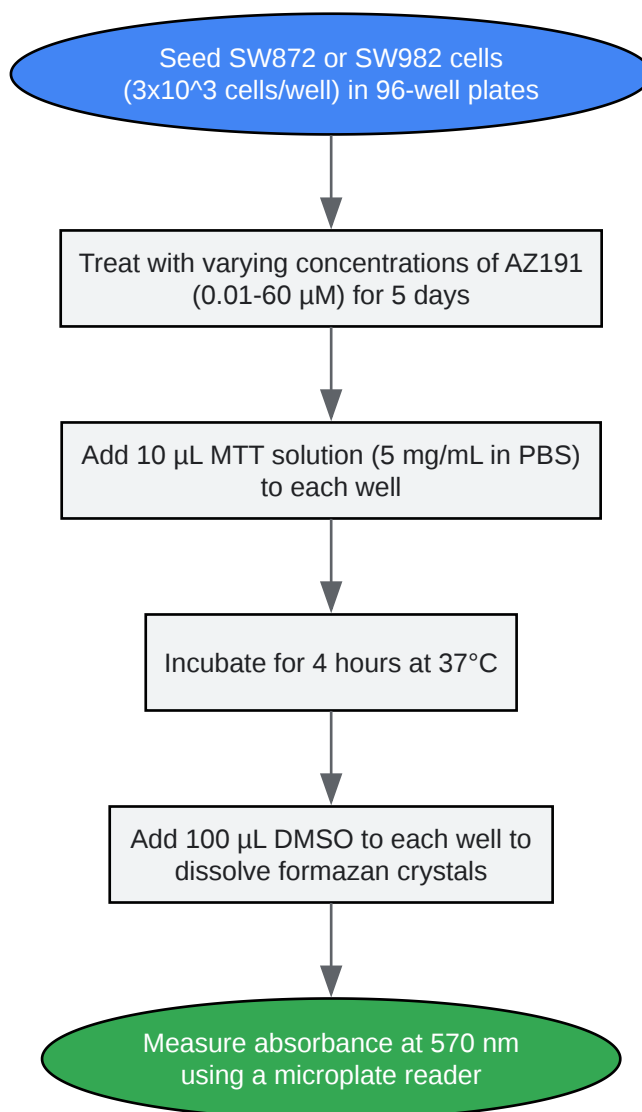 Seed SW872 or SW982 cells
(3x10^3 cells/well) in 96-well plates
Treat with varying concentrations of AZ191
(0.01-60 µM) for 5 days
Add 10 µL MTT solution (5 mg/mL in PBS)
to each well
Incubate for 4 hours at 37°C
Add 100 µL DMSO to each well to
dissolve formazan crystals
Measure absorbance at 570 nm
using a microplate reader